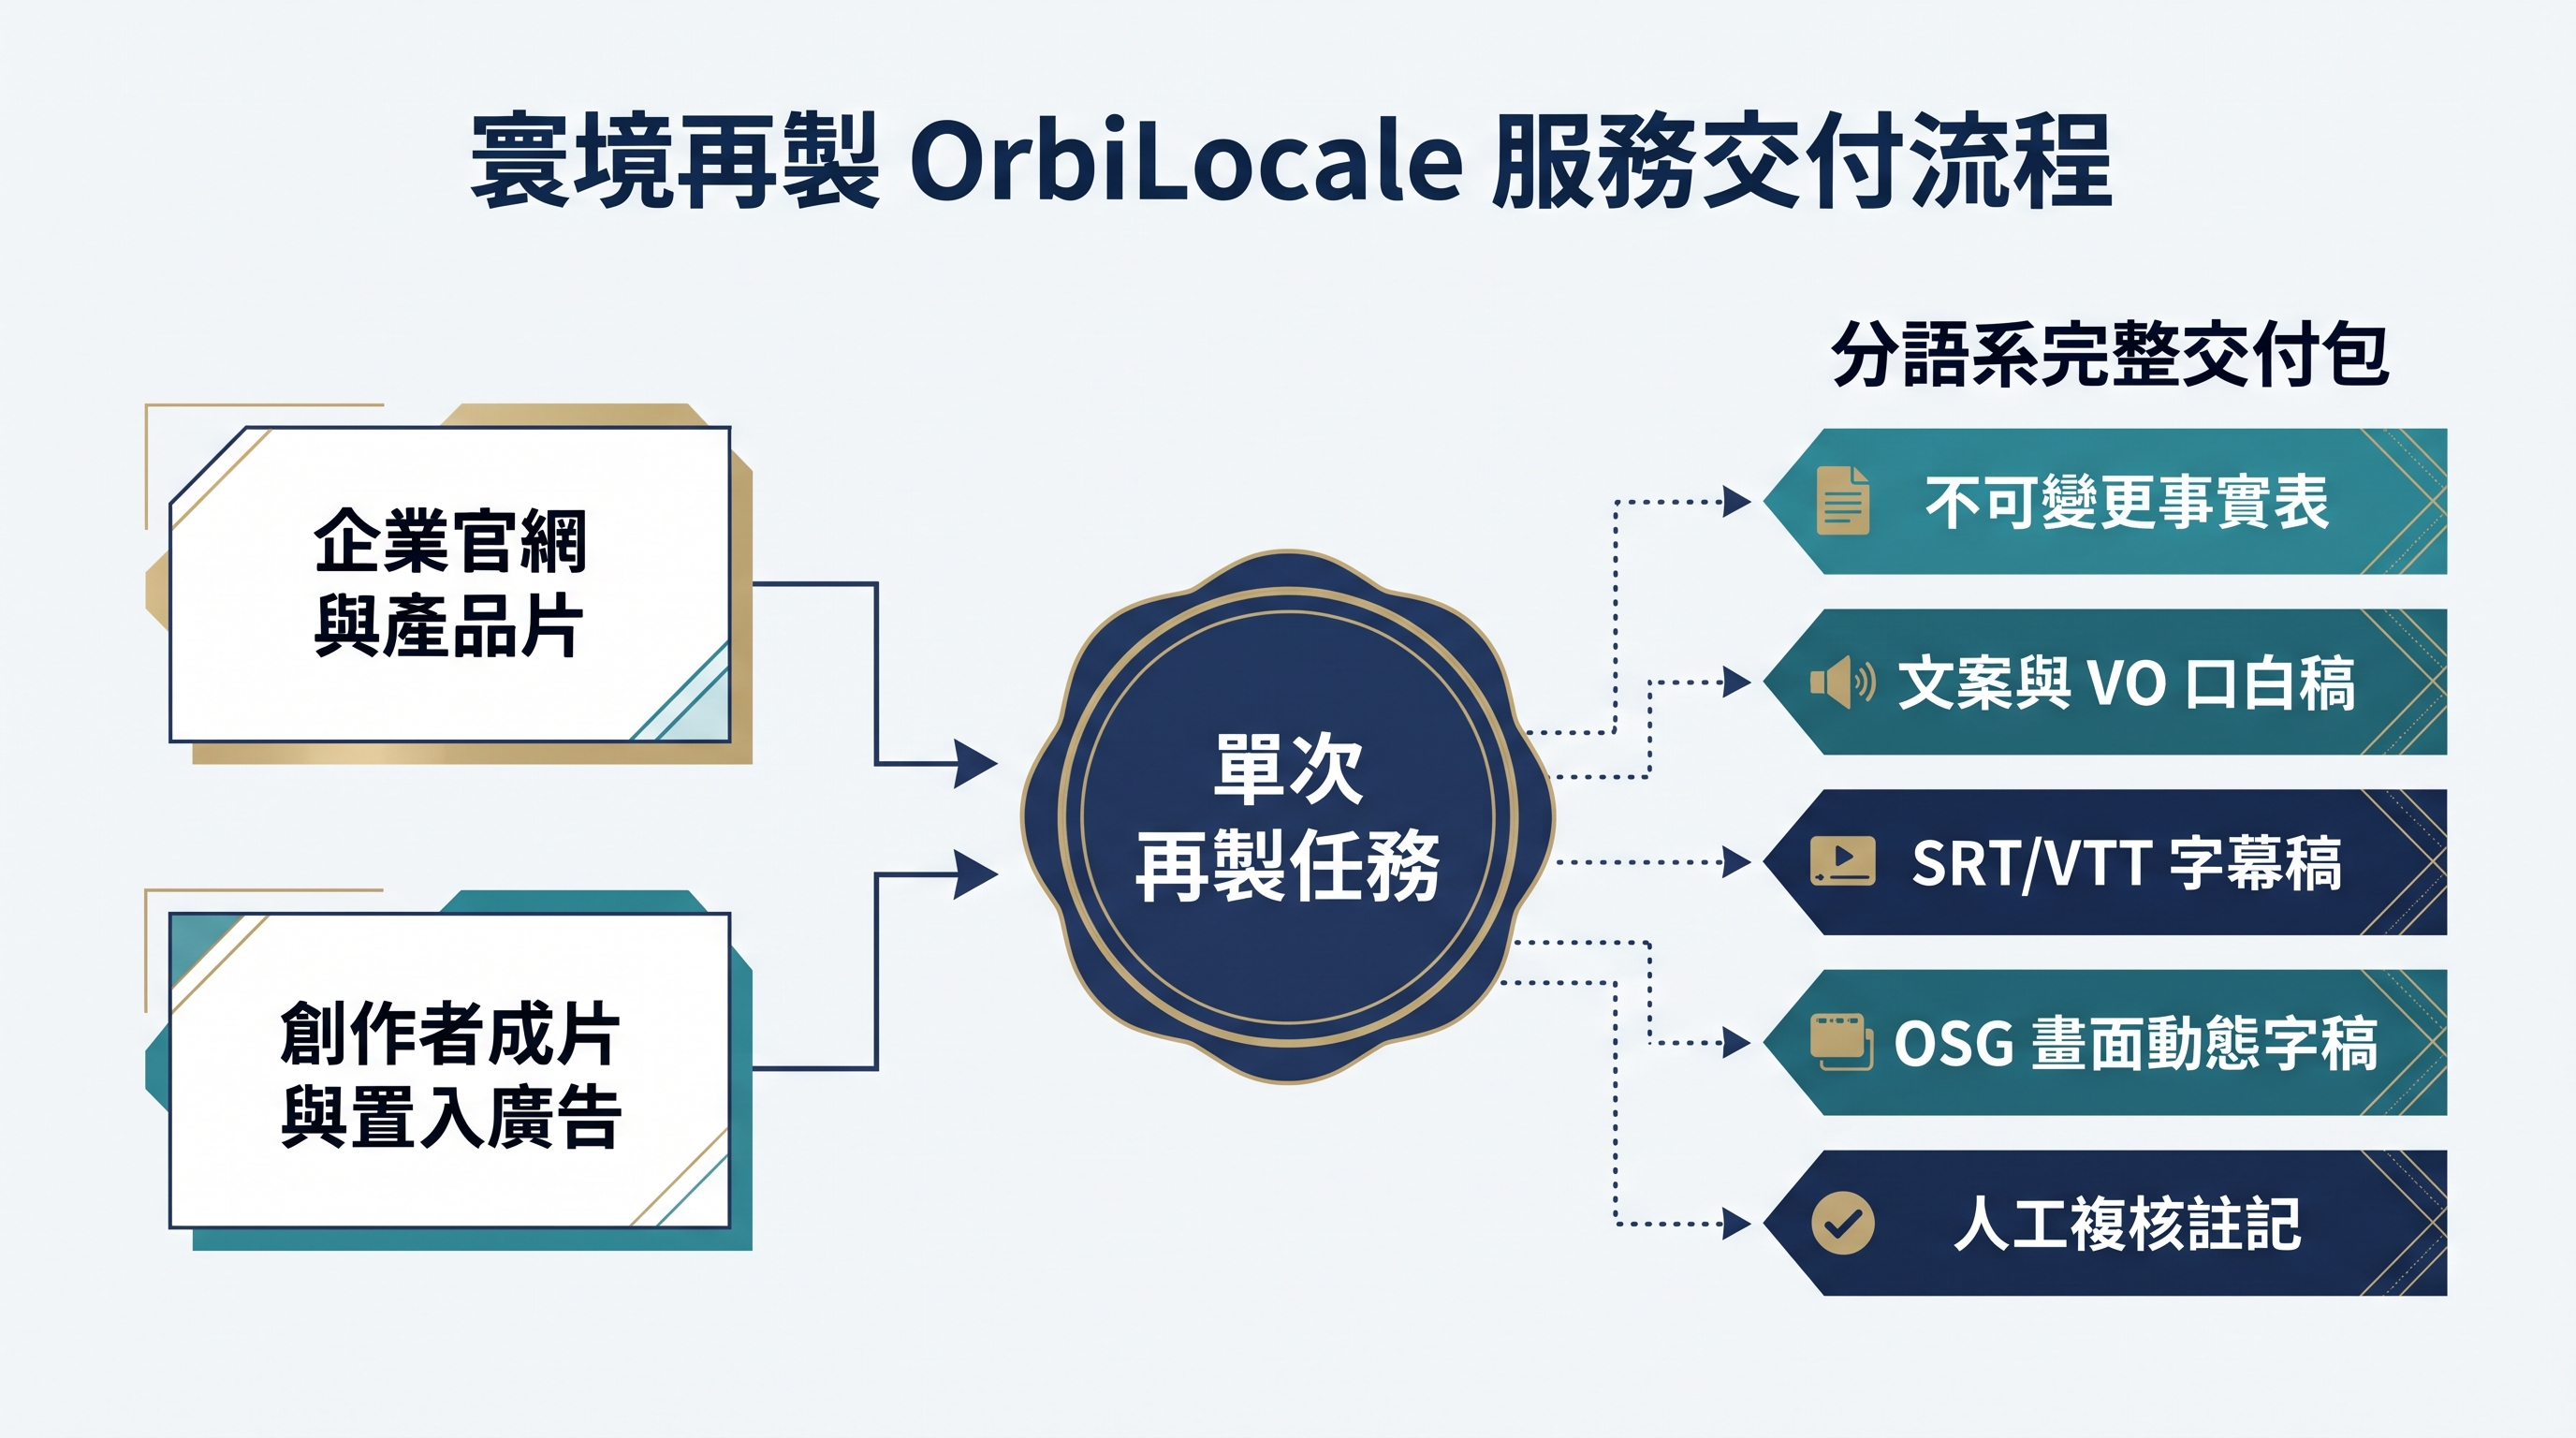 寰境再製 OrbiLocale 服務交付流程
企業官網
與產品片
創作者成片
與置入廣告
單次
再製任務
分語系完整交付包
不可變更事實表
文案與 VO 口白稿
SRT/VTT 字幕稿
OSG 畫面動態字稿
人工複核註記